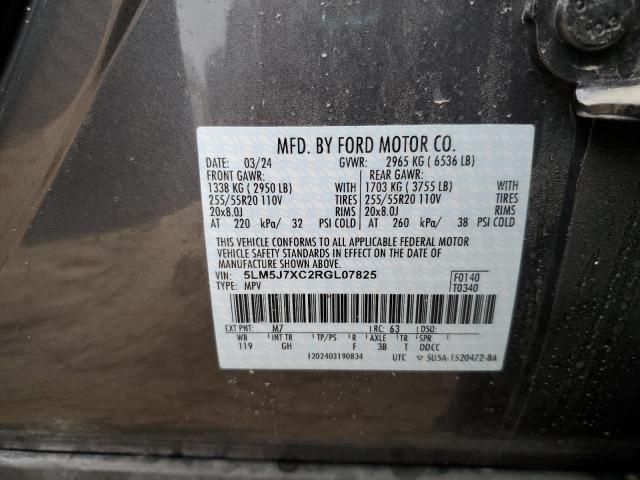 MFD. BY FORD MOTOR CO.
DATE: 03/24 GVWR: 2965 KG ( 6536 LB)
FRONT GAWR: REAR GAWR:
1338 KG ( 2950 LB) WITH 1703 KG ( 3755 LB) WITH
255/55R20 110V TIRES 255/55R20 110V TIRES
20x8.0J RIMS 20x8.0J RIMS
AT 220 kPa/ 32 PSI COLD AT 260 kPa/ 38 PSI COLD
THIS VEHICLE CONFORMS TO ALL APPLICABLE FEDERAL MOTOR
VEHICLE SAFETY STANDARDS IN EFFECT ON THE DATE OF
MANUFACTURE SHOWN ABOVE.
VIN: 5LM5J7XC2RGL07825 F0140
TYPE: MPV T0340
EXT PNT: M7 RC: 63 DSO:
WB INT TR TP/PS R AXLE TR SPR
119 GH F 3B T DDCC
1202403190834 UTC ▽ 5U5A-1520472-BA